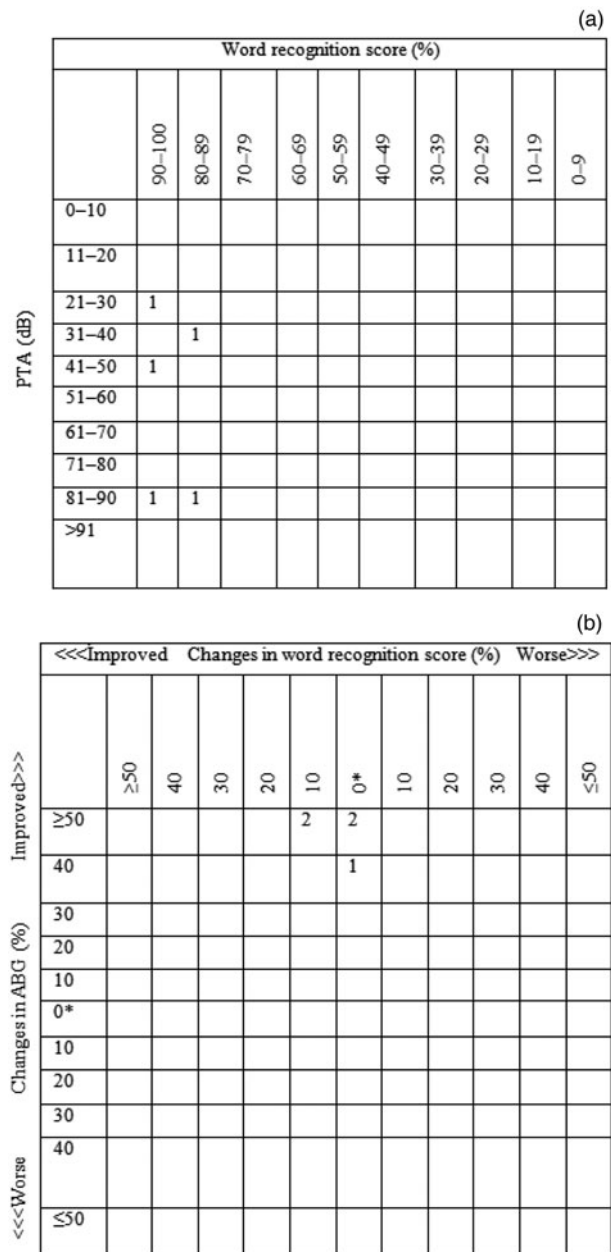 (a)
Word recognition score (%)
90–100 80–89 70–79 60–69 50–59 40–49 30–39 20–29 10–19 0–9
PTA (dB)
0–10
11–20
21–30 1
31–40 1
41–50 1
51–60
61–70
71–80
81–90 1 1
>91
(b)
<<<Improved Changes in word recognition score (%) Worse>>>
≥50 40 30 20 10 0* 10 20 30 40 ≤50
<<<Worse Changes in ABG (%) Improved>>>
≥50 2 2
40 1
30
20
10
0*
10
20
30
40
≤50